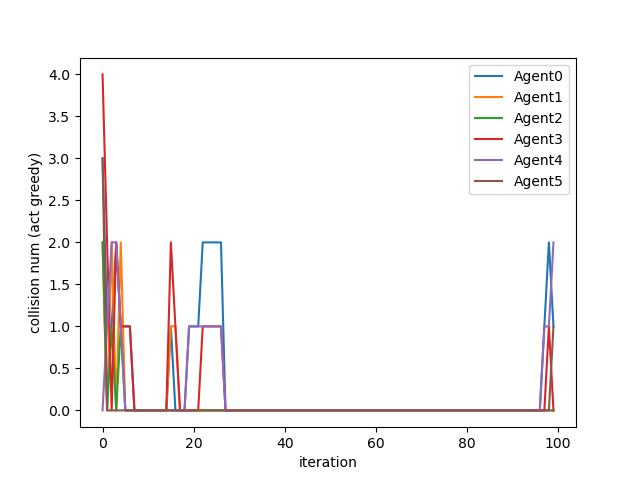 Agent0
Agent1
Agent2
Agent3
Agent4
Agent5
4.0
3.5
3.0
2.5
2.0
1.5
1.0
0.5
0.0
collision num (act greedy)
0 20 40 60 80 100
iteration